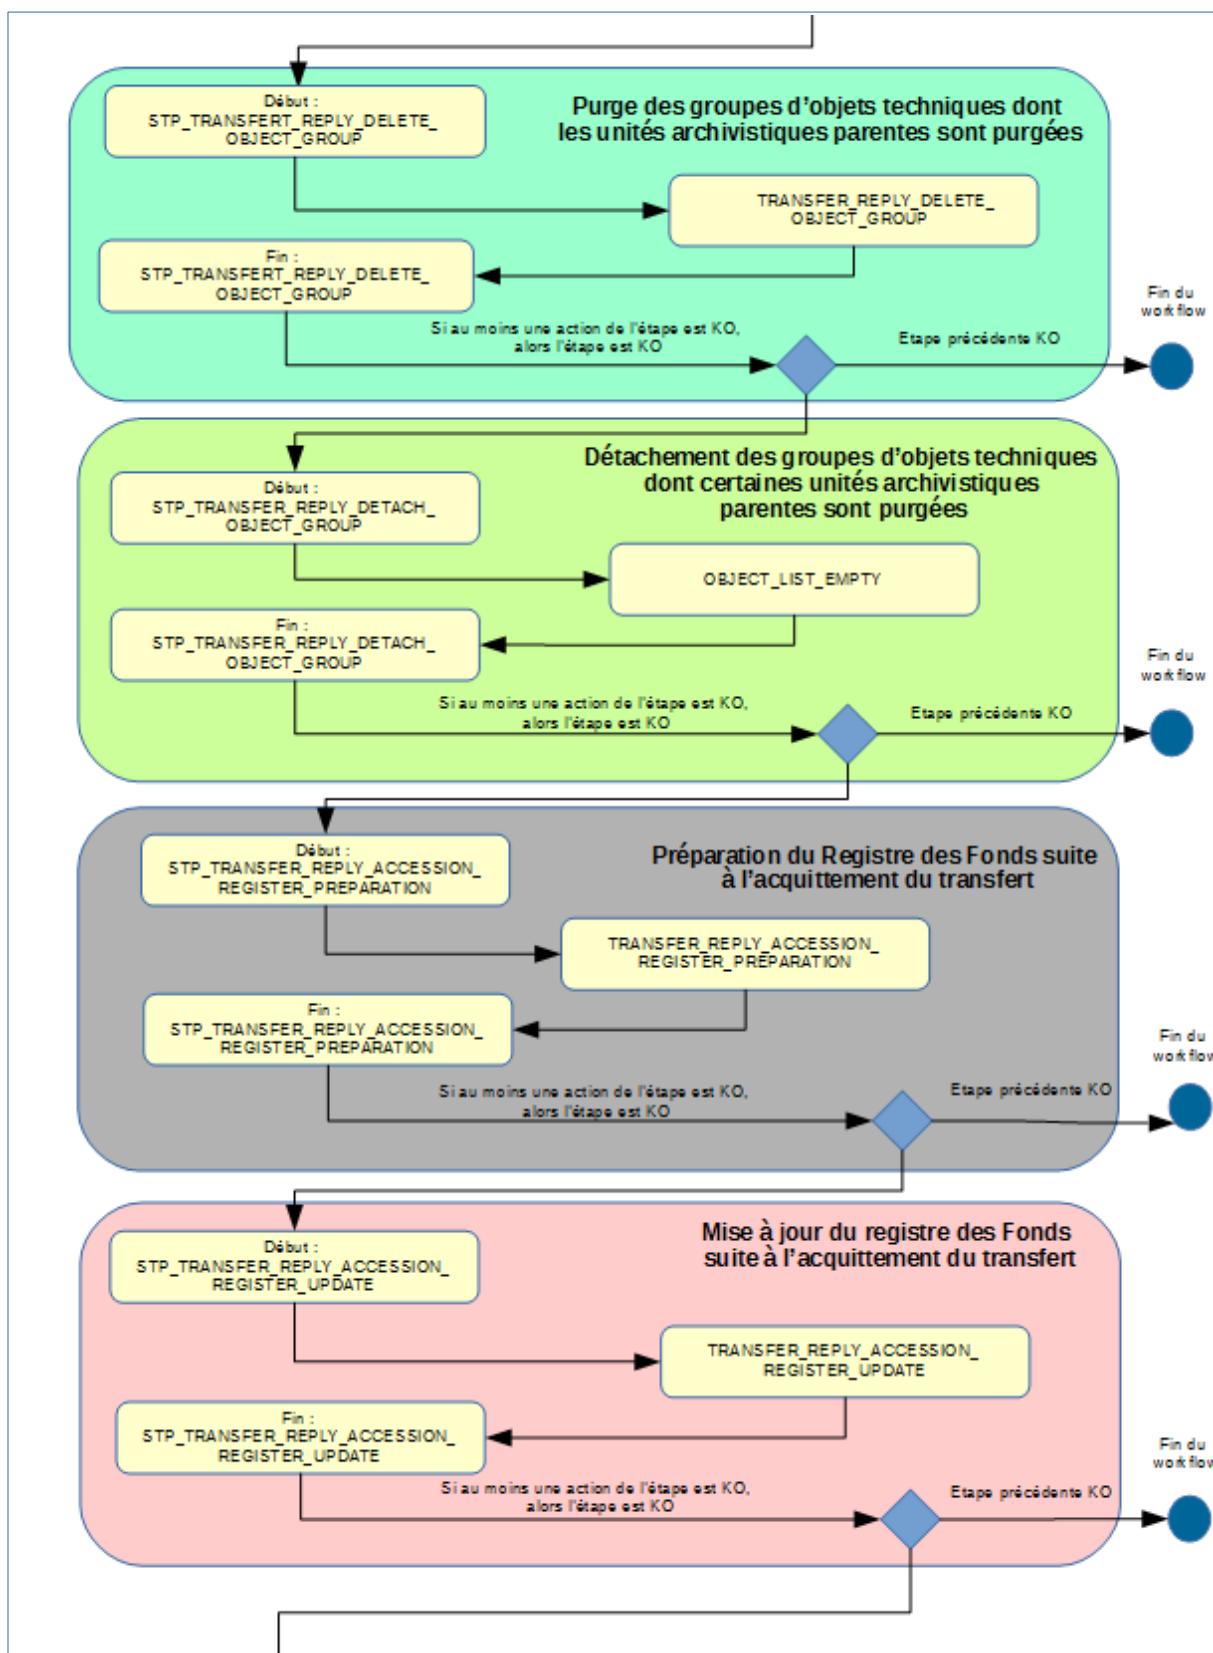 Début :
STP_TRANSFERT_REPLY_DELETE_
OBJECT_GROUP
Purge des groupes d’objets techniques dont
les unités archivistiques parentes sont purgées
TRANSFER_REPLY_DELETE_
OBJECT_GROUP
Fin :
STP_TRANSFERT_REPLY_DELETE_
OBJECT_GROUP
Si au moins une action de l'étape est KO,
alors l'étape est KO
Etape précédente KO
Fin du
workflow
Détachement des groupes d’objets techniques
dont certaines unités archivistiques
parentes sont purgées
Début :
STP_TRANSFER_REPLY_DETACH_
OBJECT_GROUP
OBJECT_LIST_EMPTY
Fin :
STP_TRANSFER_REPLY_DETACH_
OBJECT_GROUP
Si au moins une action de l'étape est KO,
alors l'étape est KO
Etape précédente KO
Fin du
workflow
Début :
STP_TRANSFER_REPLY_ACCESSION_
REGISTER_PREPARATION
Préparation du Registre des Fonds suite
à l’acquittement du transfert
TRANSFER_REPLY_ACCESSION_
REGISTER_PREPARATION
Fin :
STP_TRANSFER_REPLY_ACCESSION_
REGISTER_PREPARATION
Si au moins une action de l'étape est KO,
alors l'étape est KO
Etape précédente KO
Fin du
workflow
Mise à jour du registre des Fonds
suite à l’acquittement du transfert
Début :
STP_TRANSFER_REPLY_ACCESSION_
REGISTER_UPDATE
TRANSFER_REPLY_ACCESSION_
REGISTER_UPDATE
Fin :
STP_TRANSFER_REPLY_ACCESSION_
REGISTER_UPDATE
Si au moins une action de l'étape est KO,
alors l'étape est KO
Etape précédente KO
Fin du
workflow